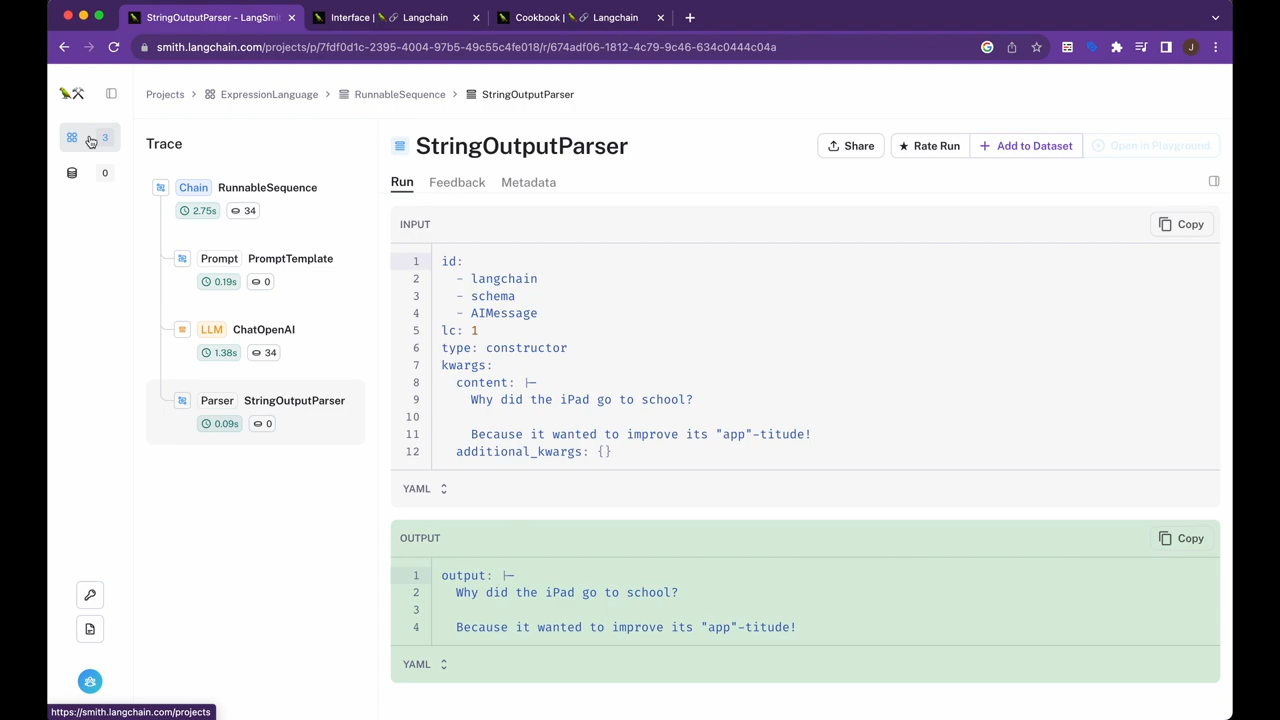 StringOutputParser - LangSmit
Interface | Langchain
Cookbook | Langchain
smith.langchain.com/projects/p/7fdf0d1c-2395-4004-97b5-49c55c4fe018/r/674adf06-1812-4c79-9c46-634c0444c04a
J
Projects > ExpressionLanguage > RunnableSequence > StringOutputParser
3
0
Trace
Chain RunnableSequence
2.75s 34
Prompt PromptTemplate
0.19s 0
LLM ChatOpenAI
1.38s 34
Parser StringOutputParser
0.09s 0
StringOutputParser
Share
Rate Run
+ Add to Dataset
Open in Playground
Run Feedback Metadata
INPUT
Copy
1 id:
2 - langchain
3 - schema
4 - AIMessage
5 lc: 1
6 type: constructor
7 kwargs:
8 content: |-
9 Why did the iPad go to school?
10
11 Because it wanted to improve its "app"-titude!
12 additional_kwargs: {}
YAML
OUTPUT
Copy
1 output: |-
2 Why did the iPad go to school?
3
4 Because it wanted to improve its "app"-titude!
YAML
https://smith.langchain.com/projects